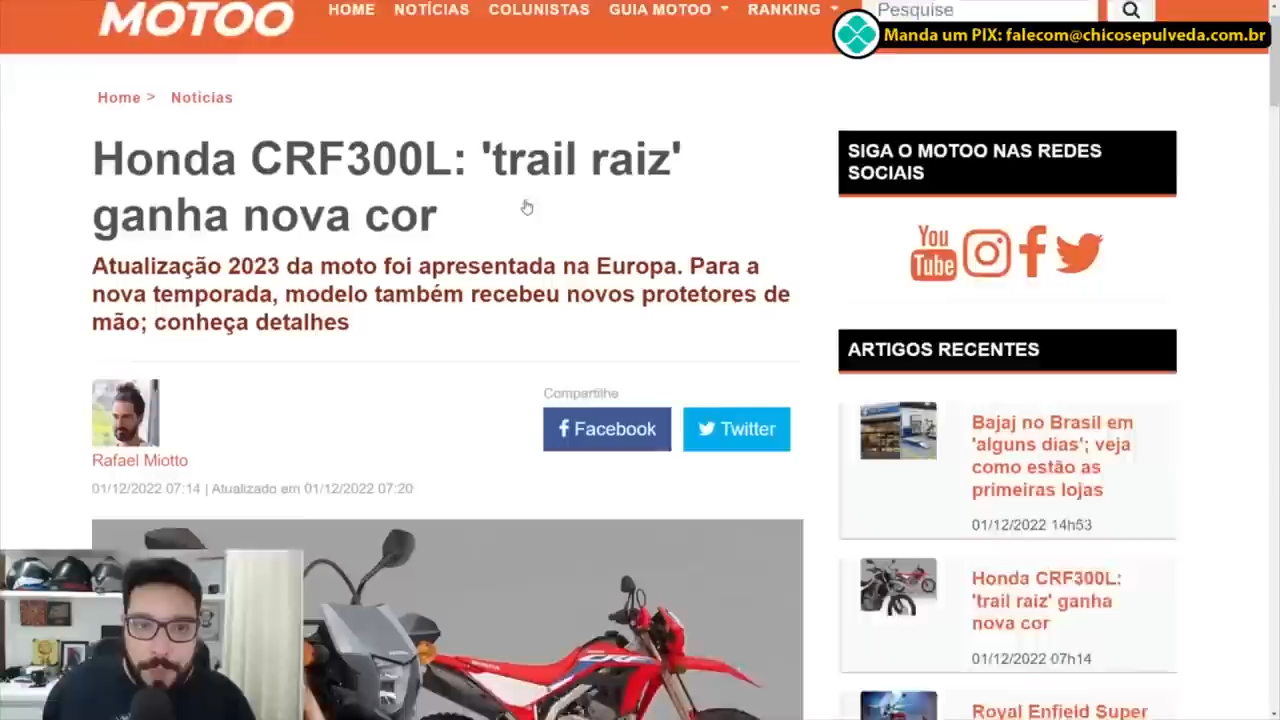 MOTOO
HOME NOTÍCIAS COLUNISTAS GUIA MOTOO RANKING
Pesquise
Manda um PIX: falecom@chicosepulveda.com.br
Home > Notícias
Honda CRF300L: 'trail raiz'
ganha nova cor
Atualização 2023 da moto foi apresentada na Europa. Para a
nova temporada, modelo também recebeu novos protetores de
mão; conheça detalhes
Rafael Miotto
01/12/2022 07:14 | Atualizado em 01/12/2022 07:20
Compartilhe
Facebook
Twitter
SIGA O MOTOO NAS REDES
SOCIAIS
You
Tube
ARTIGOS RECENTES
Bajaj no Brasil em
'alguns dias'; veja
como estão as
primeiras lojas
01/12/2022 14h53
Honda CRF300L:
'trail raiz' ganha
nova cor
01/12/2022 07h14
Royal Enfield Super
HONDA
CRF